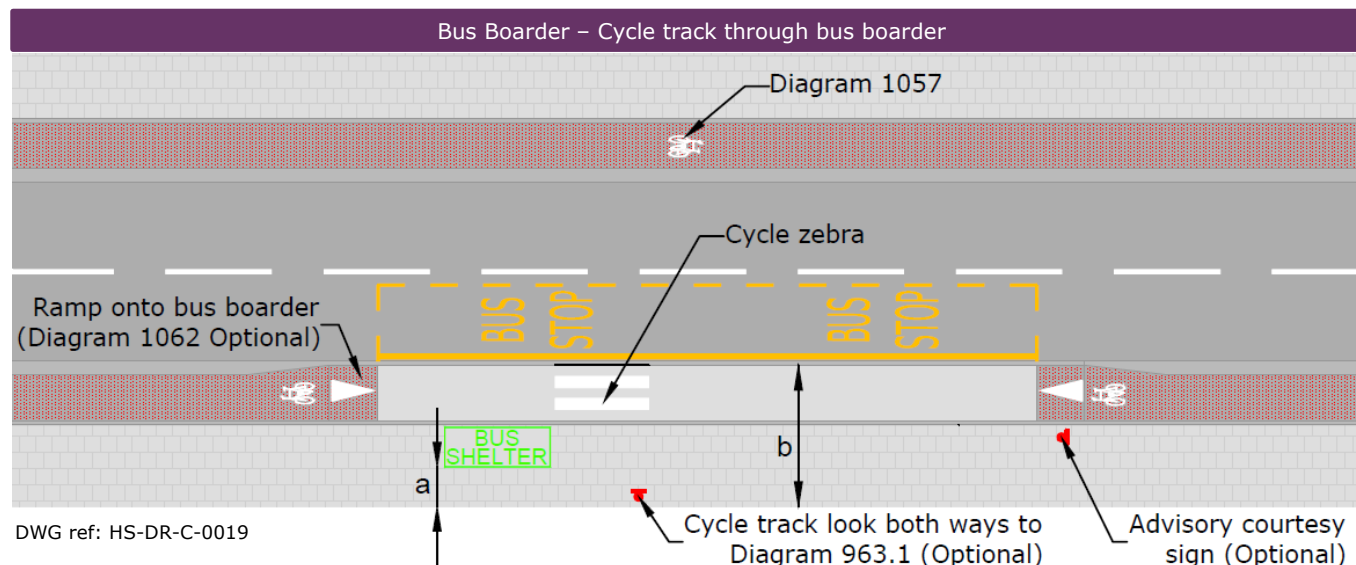 Bus Boarder – Cycle track through bus boarder
Diagram 1057
Cycle zebra
Ramp onto bus boarder
(Diagram 1062 Optional)
BUS
STOP
BUS
STOP
BUS
SHELTER
a
b
DWG ref: HS-DR-C-0019
Cycle track look both ways to
Diagram 963.1 (Optional)
Advisory courtesy
sign (Optional)